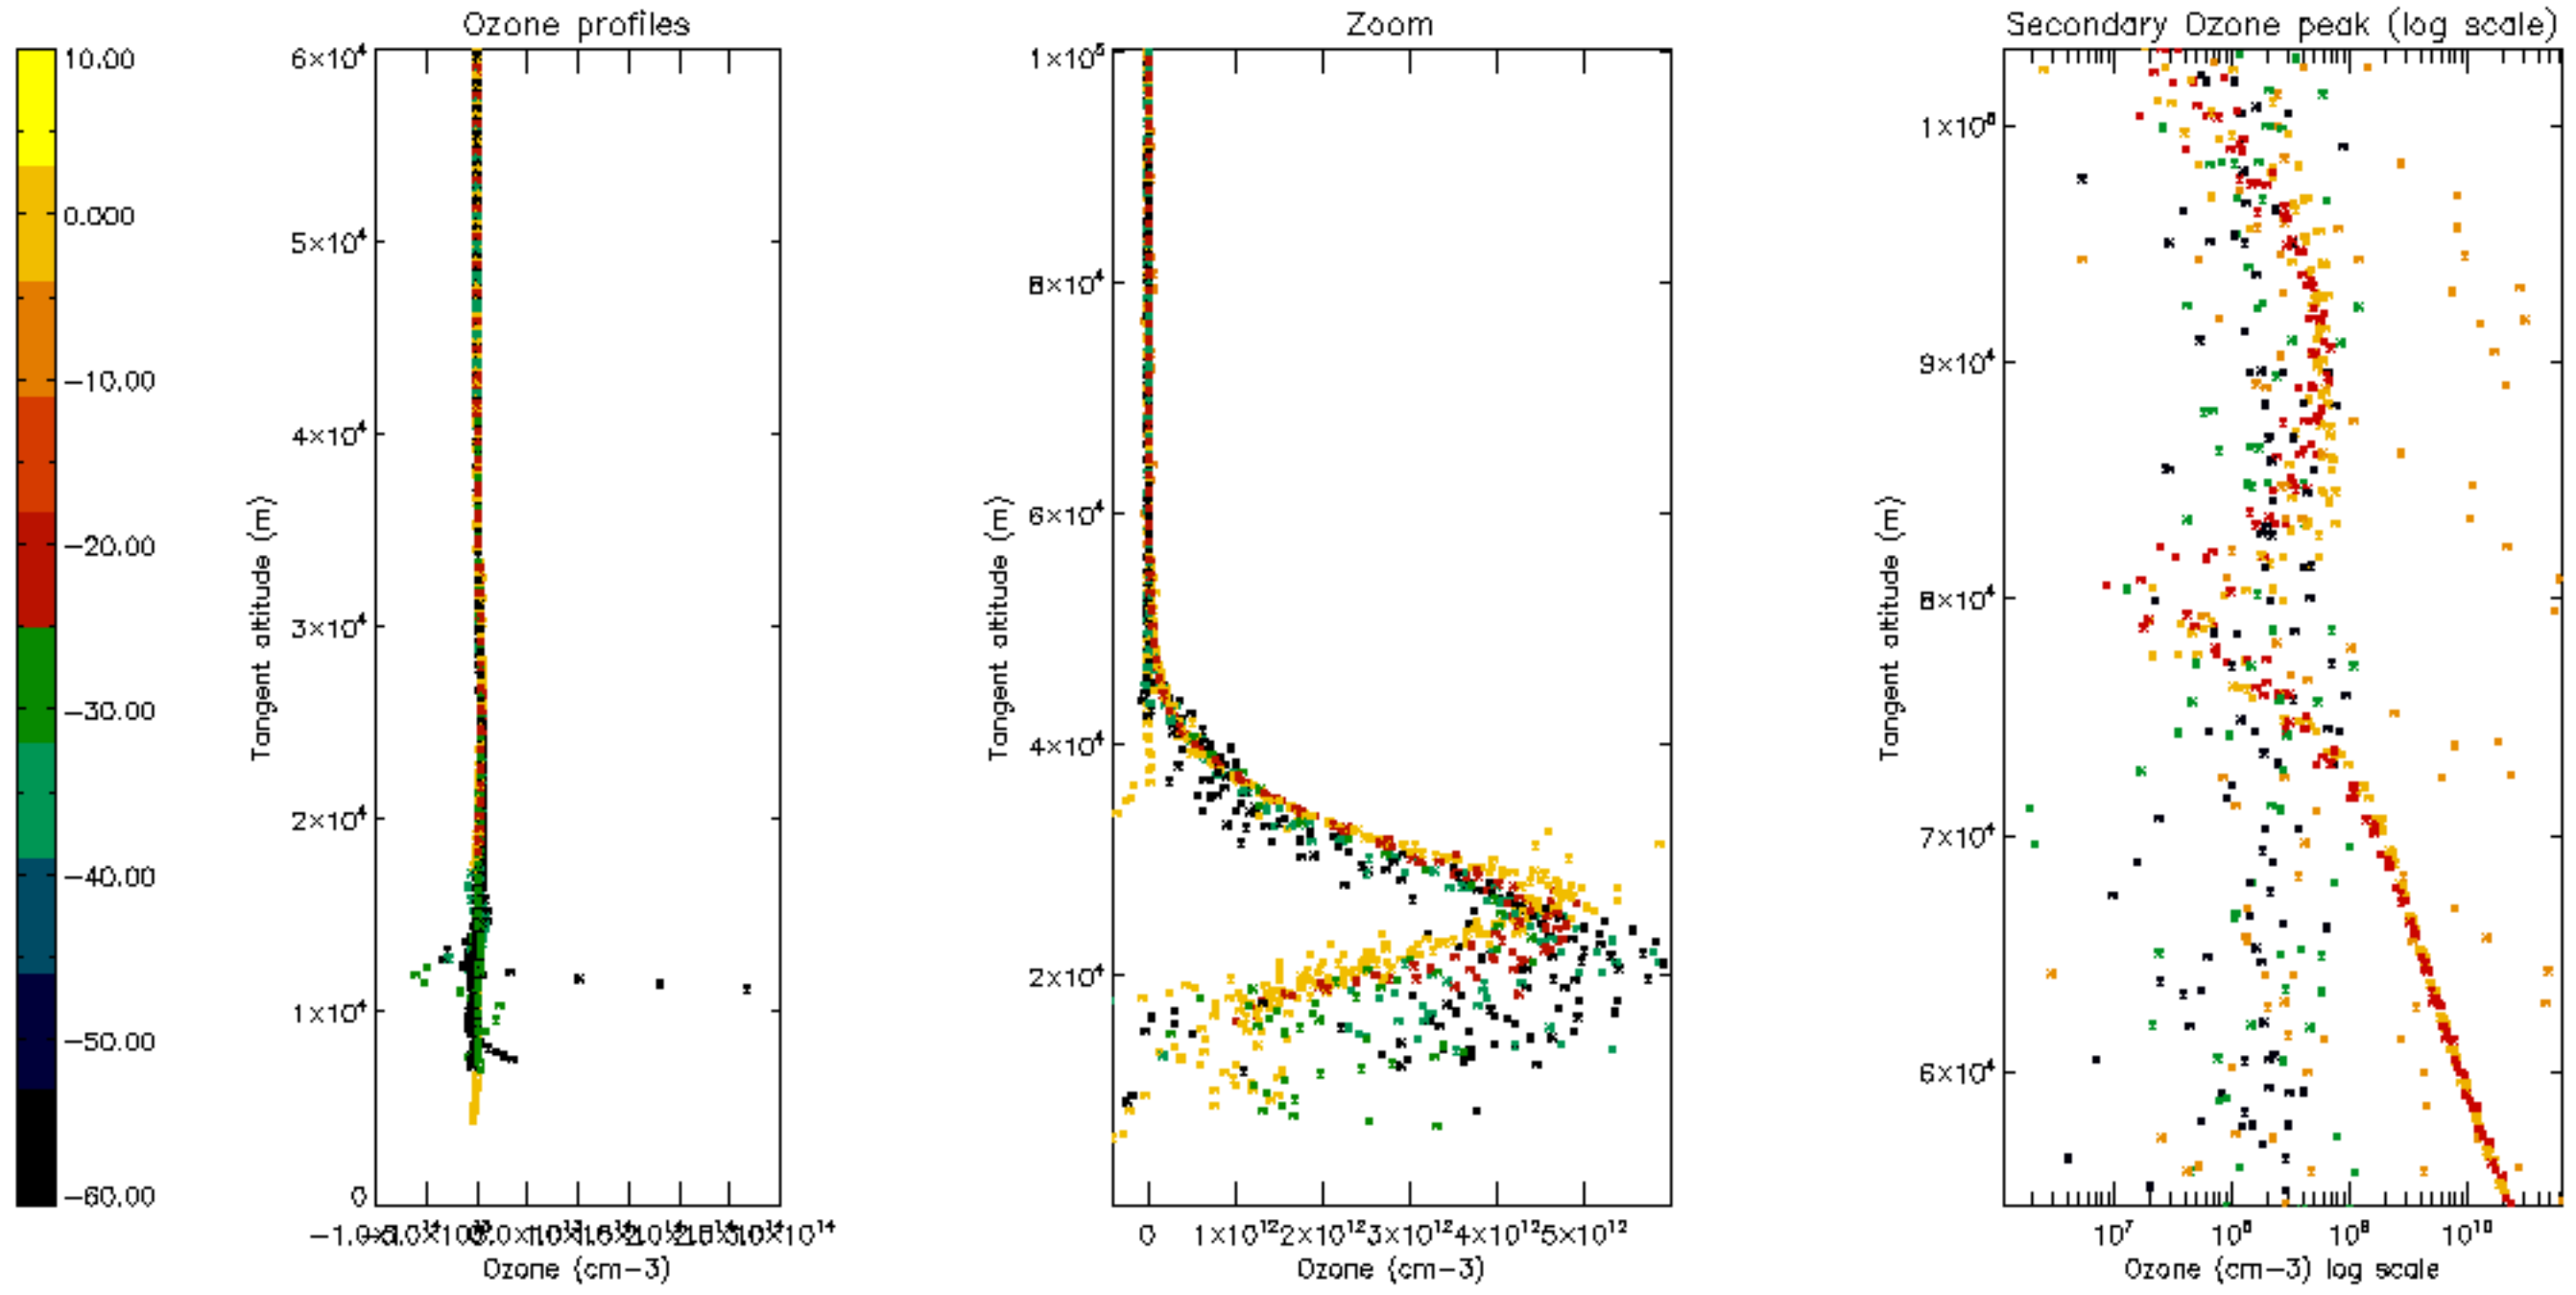 Ozone profiles
Zoom
Secondary Ozone peak (log scale)
10.00
0.000
−10.00
−20.00
−30.00
−40.00
−50.00
−60.00
Tangent altitude (m)
6×10⁴
5×10⁴
4×10⁴
3×10⁴
2×10⁴
1×10⁴
0
Ozone (cm−3)
Tangent altitude (m)
1×10⁵
8×10⁴
6×10⁴
4×10⁴
2×10⁴
0 1×10¹² 2×10¹² 3×10¹² 4×10¹² 5×10¹²
Ozone (cm−3)
Tangent altitude (m)
1×10⁵
9×10⁴
8×10⁴
7×10⁴
6×10⁴
10⁷ 10⁸ 10⁹ 10¹⁰
Ozone (cm−3) log scale